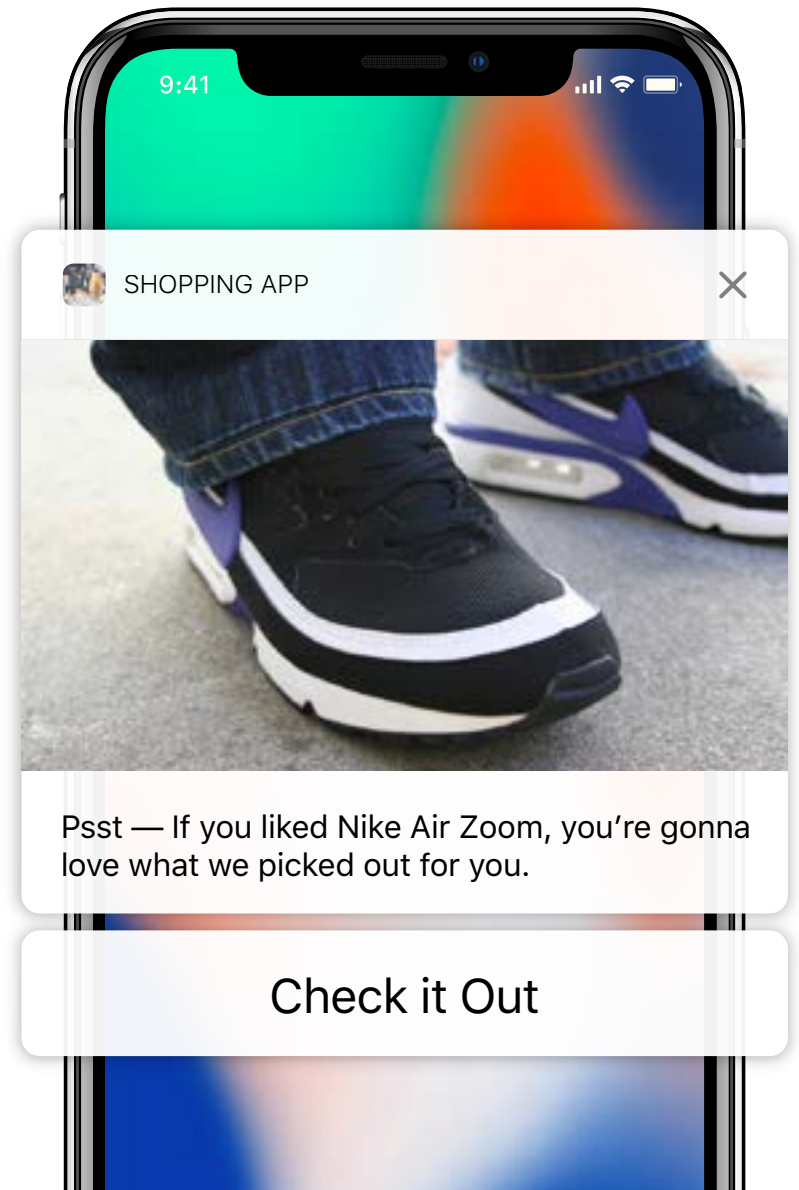 9:41
SHOPPING APP
Psst — If you liked Nike Air Zoom, you’re gonna
love what we picked out for you.
Check it Out